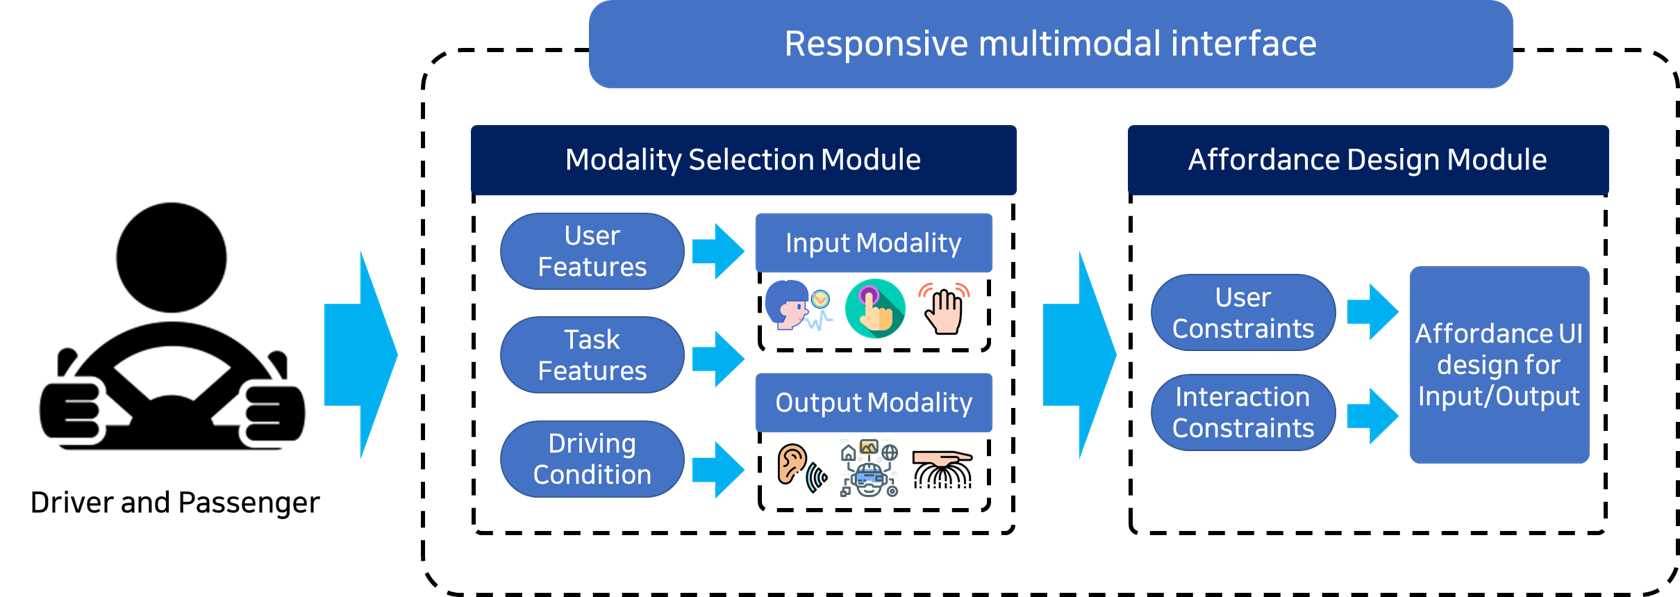 Responsive multimodal interface
Modality Selection Module
User
Features
Task
Features
Driving
Condition
Input Modality
Output Modality
Affordance Design Module
User
Constraints
Interaction
Constraints
Affordance UI
design for
Input/Output
Driver and Passenger